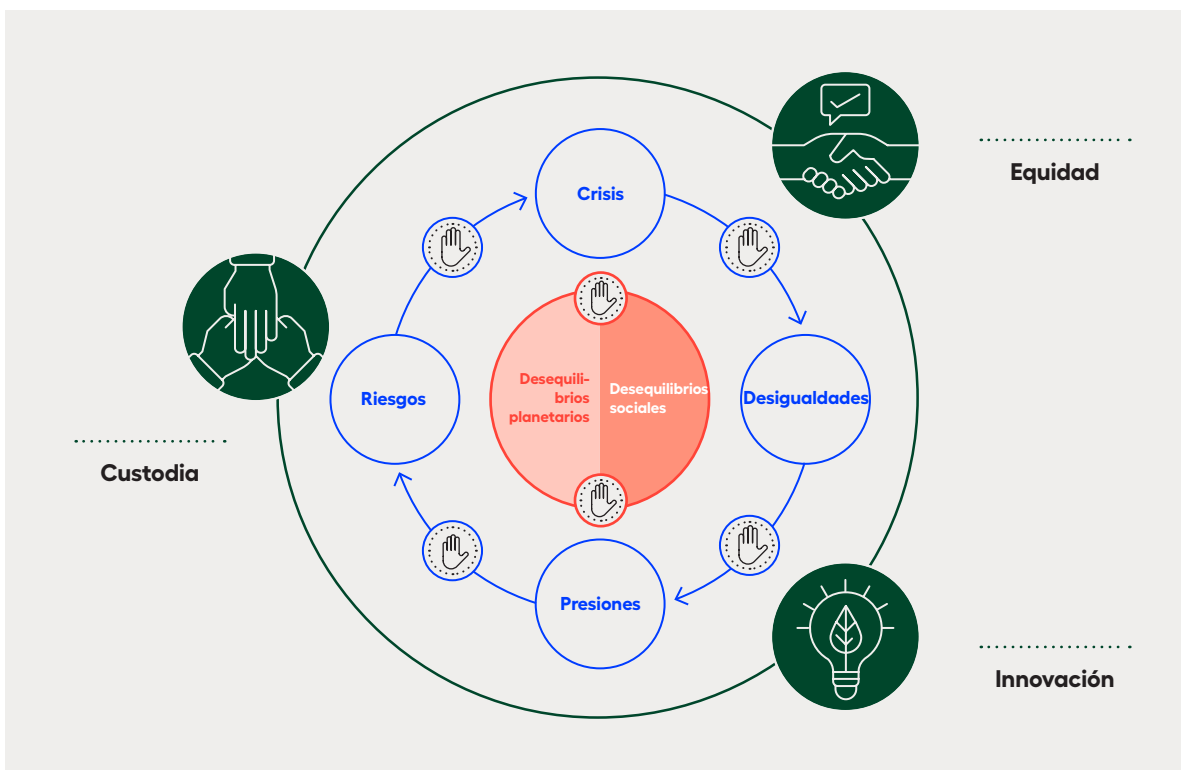 Equidad
Crisis
Desequili-
brios
planetarios
Desequilibrios
sociales
Riesgos
Desigualdades
Custodia
Presiones
Innovación